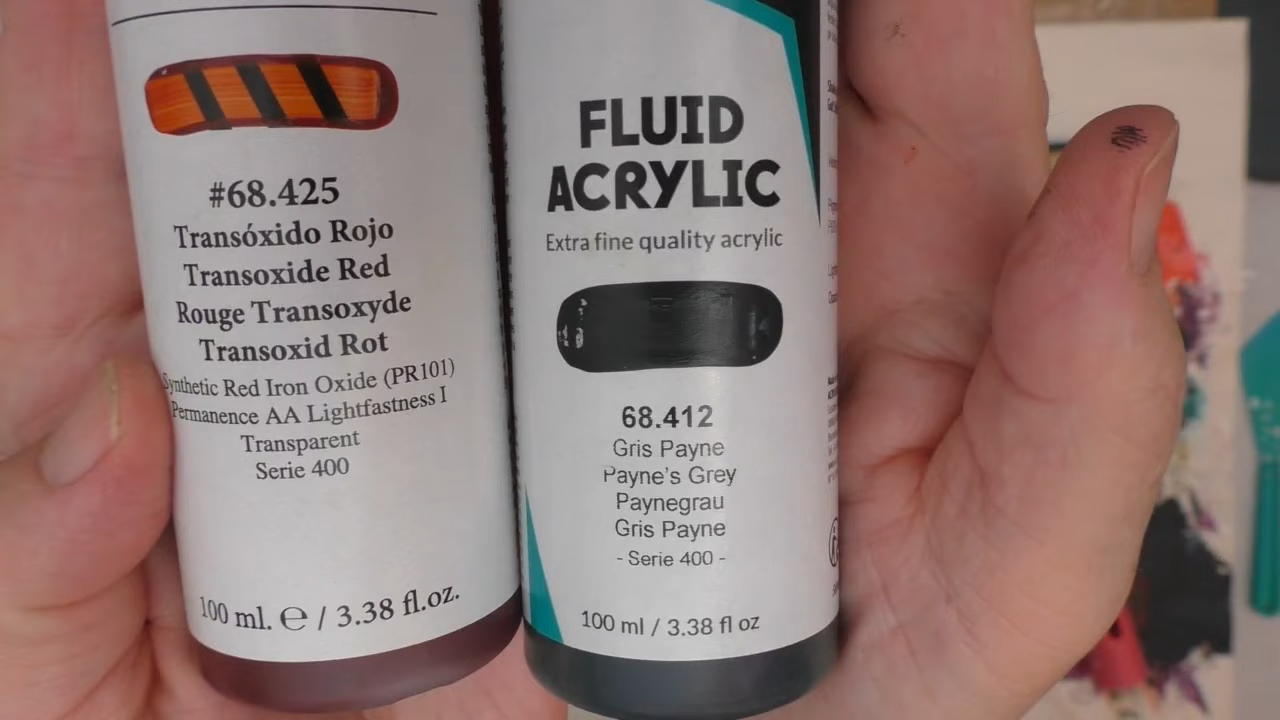 #68.425
Transóxido Rojo
Transoxide Red
Rouge Transoxyde
Transoxid Rot
Synthetic Red Iron Oxide (PR101)
Permanence AA Lightfastness I
Transparent
Serie 400
100 ml. ℮ / 3.38 fl.oz.
FLUID
ACRYLIC
Extra fine quality acrylic
68.412
Gris Payne
Payne's Grey
Paynegrau
Gris Payne
- Serie 400 -
100 ml / 3.38 fl oz